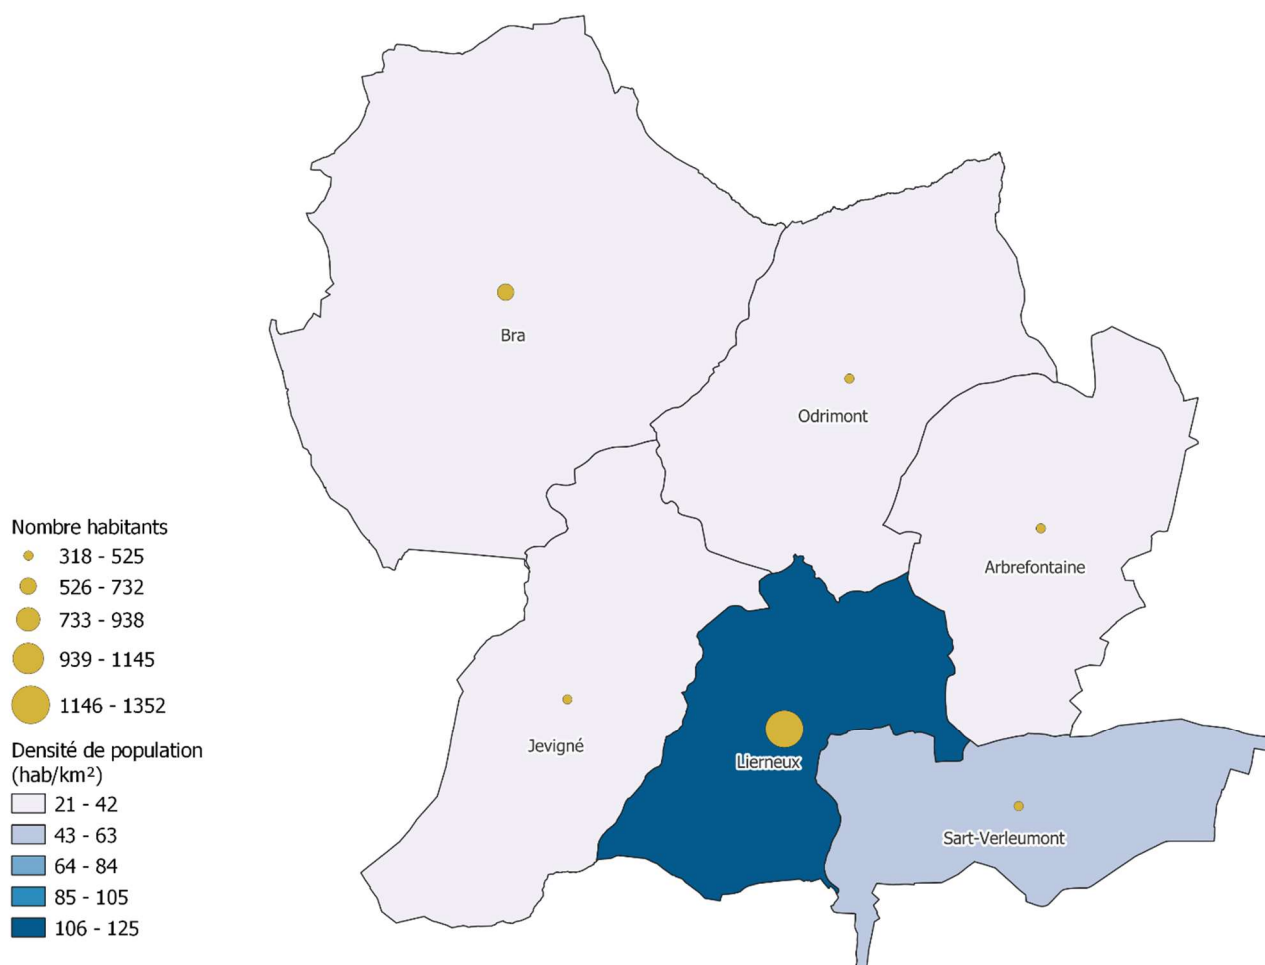 Bra
Odrimont
Arbrefontaine
Jevigné
Lierneux
Sart-Verleumont
Nombre habitants
318 - 525
526 - 732
733 - 938
939 - 1145
1146 - 1352
Densité de population
(hab/km²)
21 - 42
43 - 63
64 - 84
85 - 105
106 - 125